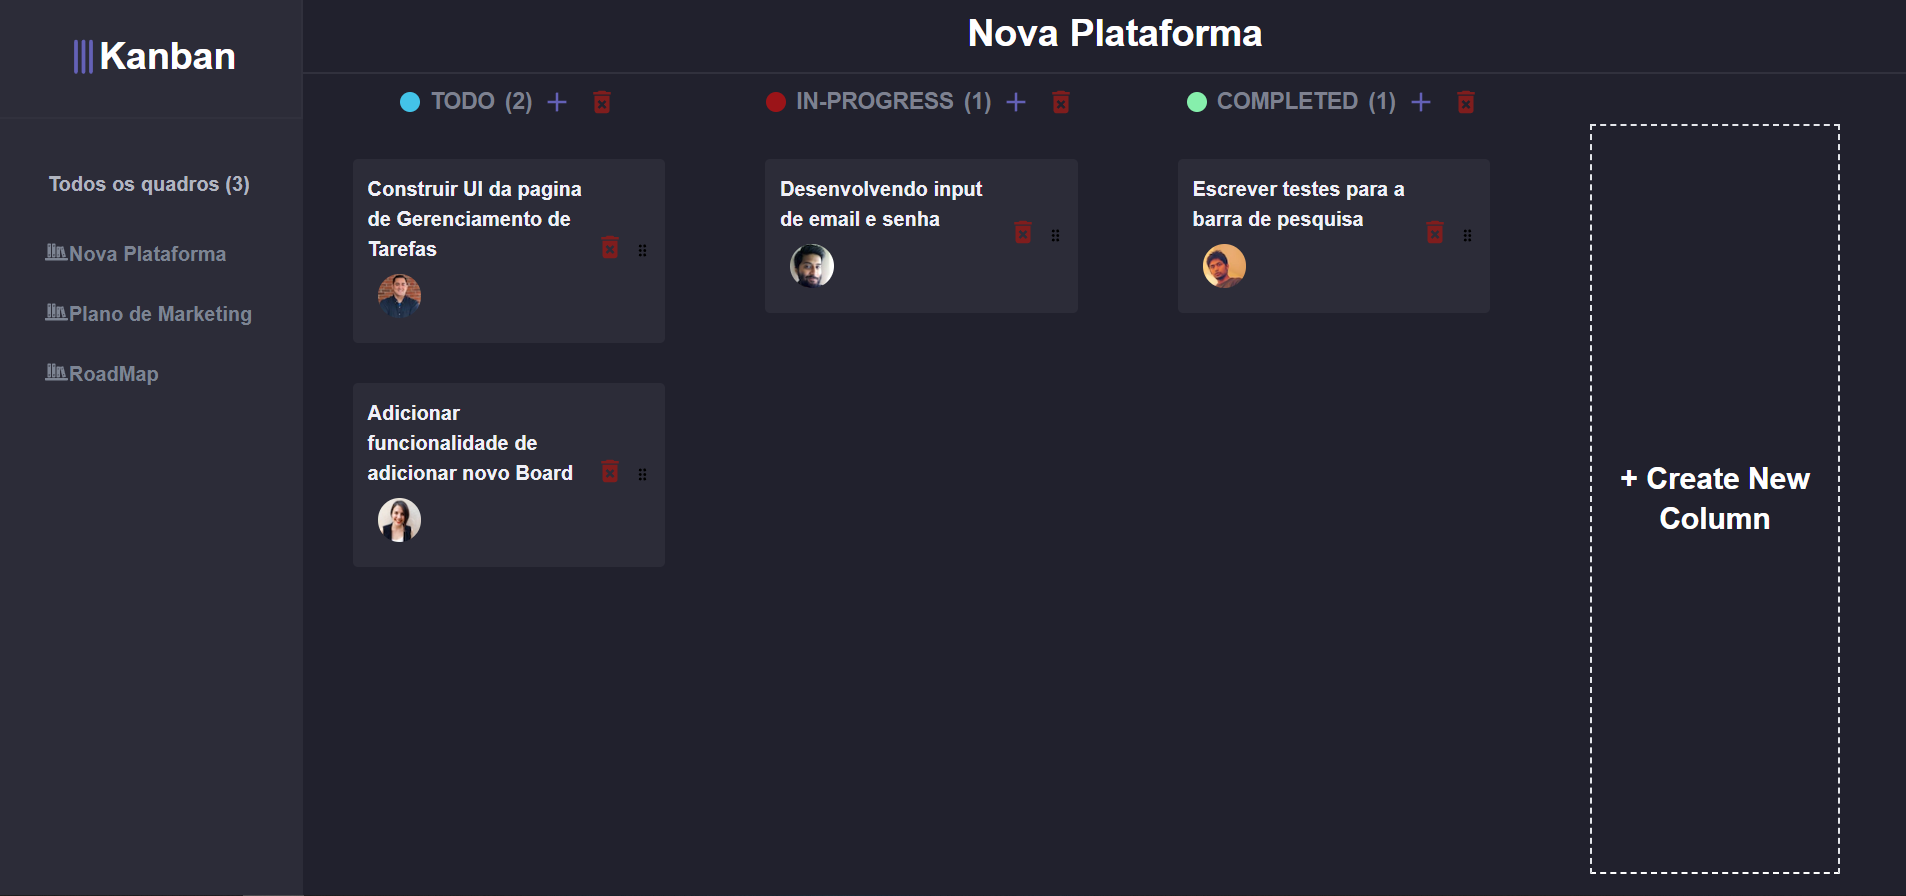 Kanban
Todos os quadros (3)
Nova Plataforma
Plano de Marketing
RoadMap
Nova Plataforma
TODO (2) +
Construir UI da pagina
de Gerenciamento de
Tarefas
Adicionar
funcionalidade de
adicionar novo Board
IN-PROGRESS (1) +
Desenvolvendo input
de email e senha
COMPLETED (1) +
Escrever testes para a
barra de pesquisa
+ Create New
Column